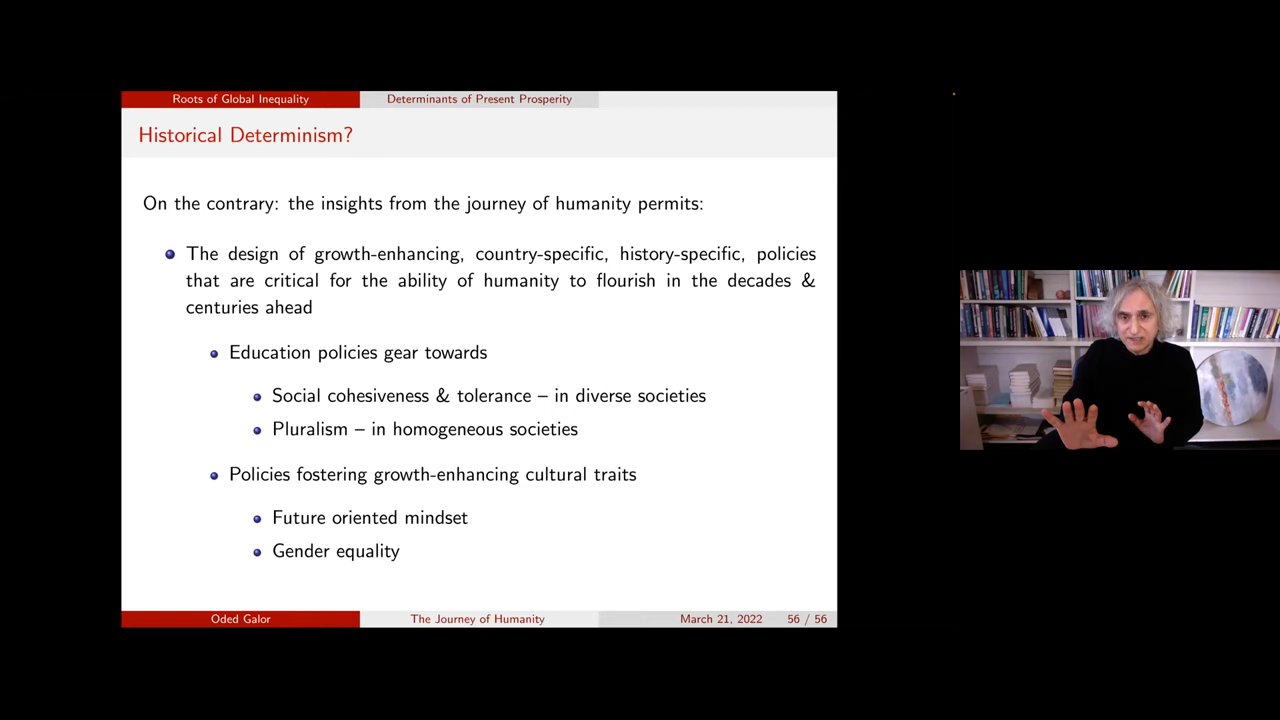 Roots of Global Inequality
Determinants of Present Prosperity
Historical Determinism?
On the contrary: the insights from the journey of humanity permits:
The design of growth-enhancing, country-specific, history-specific, policies
that are critical for the ability of humanity to flourish in the decades &
centuries ahead
Education policies gear towards
Social cohesiveness & tolerance – in diverse societies
Pluralism – in homogeneous societies
Policies fostering growth-enhancing cultural traits
Future oriented mindset
Gender equality
Oded Galor
The Journey of Humanity
March 21, 2022
56 / 56